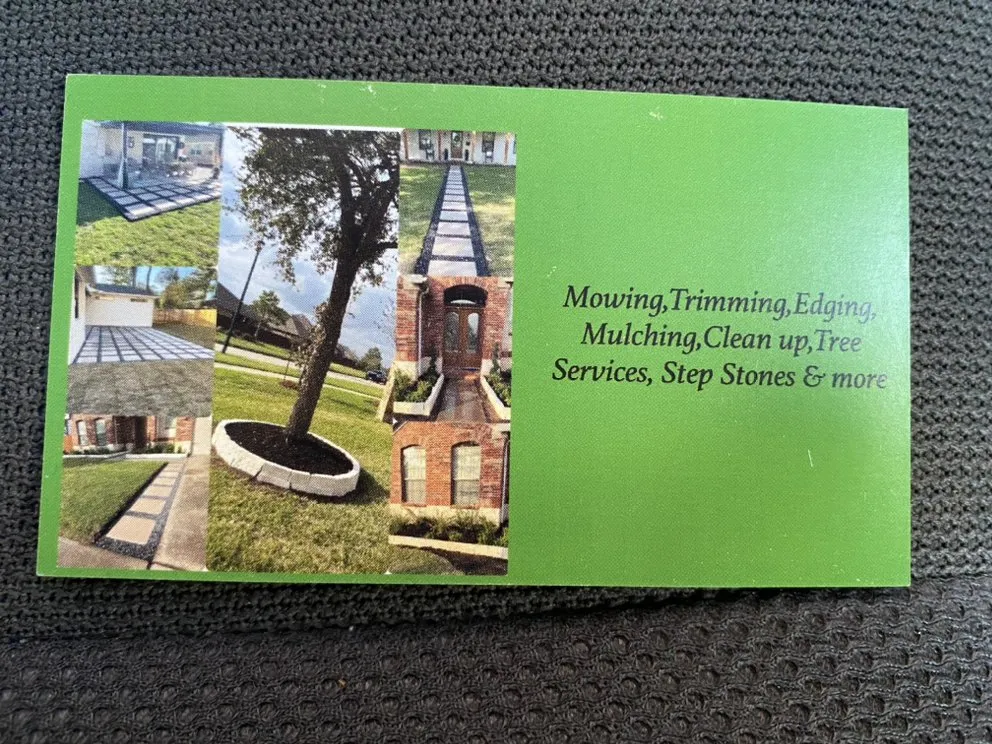 Mowing,Trimming,Edging,
Mulching,Clean up,Tree
Services, Step Stones & more